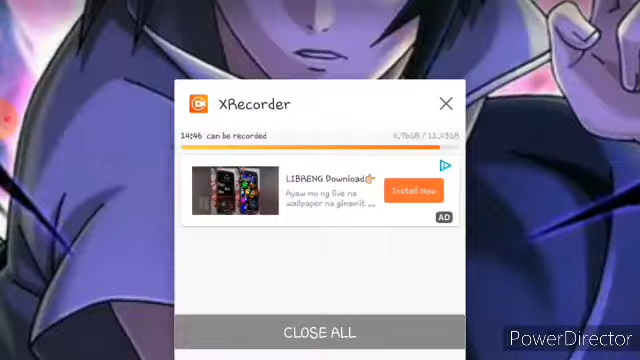 XRecorder
14:46 can be recorded
0.46GB / 11.03GB
LIBRENG Download
Ayaw mo ng live na
wallpaper na ginamit ...
Install Now
AD
CLOSE ALL
PowerDirector